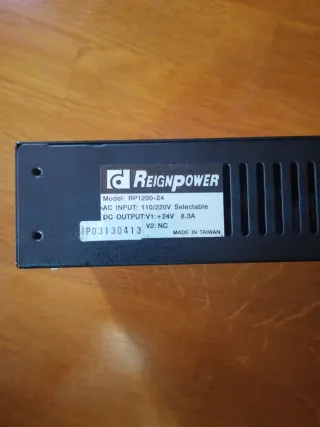 REIGNPOWER
Model: RP1200-24
AC INPUT: 110/220V Selectable
DC OUTPUT:V1:+24V 8.3A
V2:NC
JP03130413
MADE IN TAIWAN